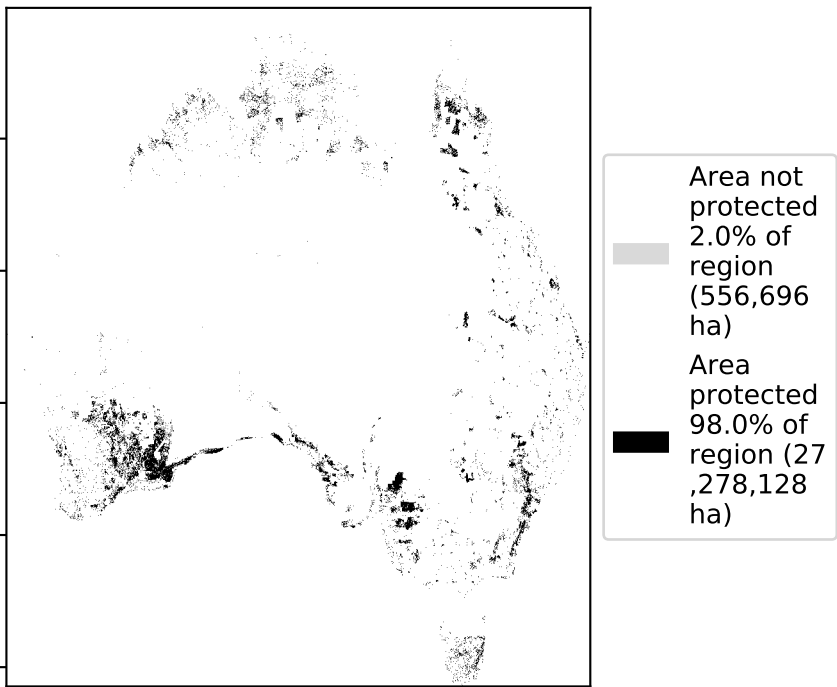 Area not
protected
2.0% of
region
(556,696
ha)
Area
protected
98.0% of
region (27
,278,128
ha)